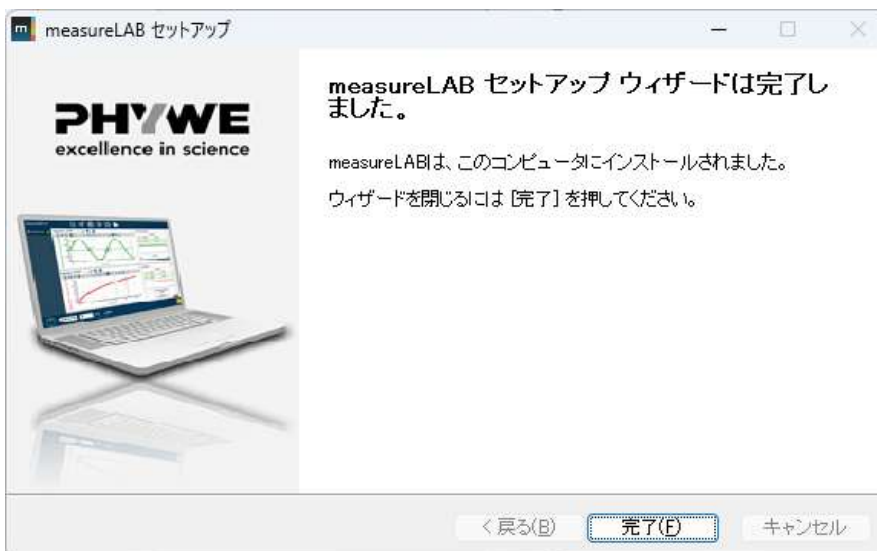 measureLAB セットアップ
PHYWE
excellence in science
measureLAB セットアップ ウィザードは完了し
ました。
measureLABは、このコンピュータにインストールされました。
ウィザードを閉じるには [完了] を押してください。
< 戻る(B)
完了(F)
キャンセル